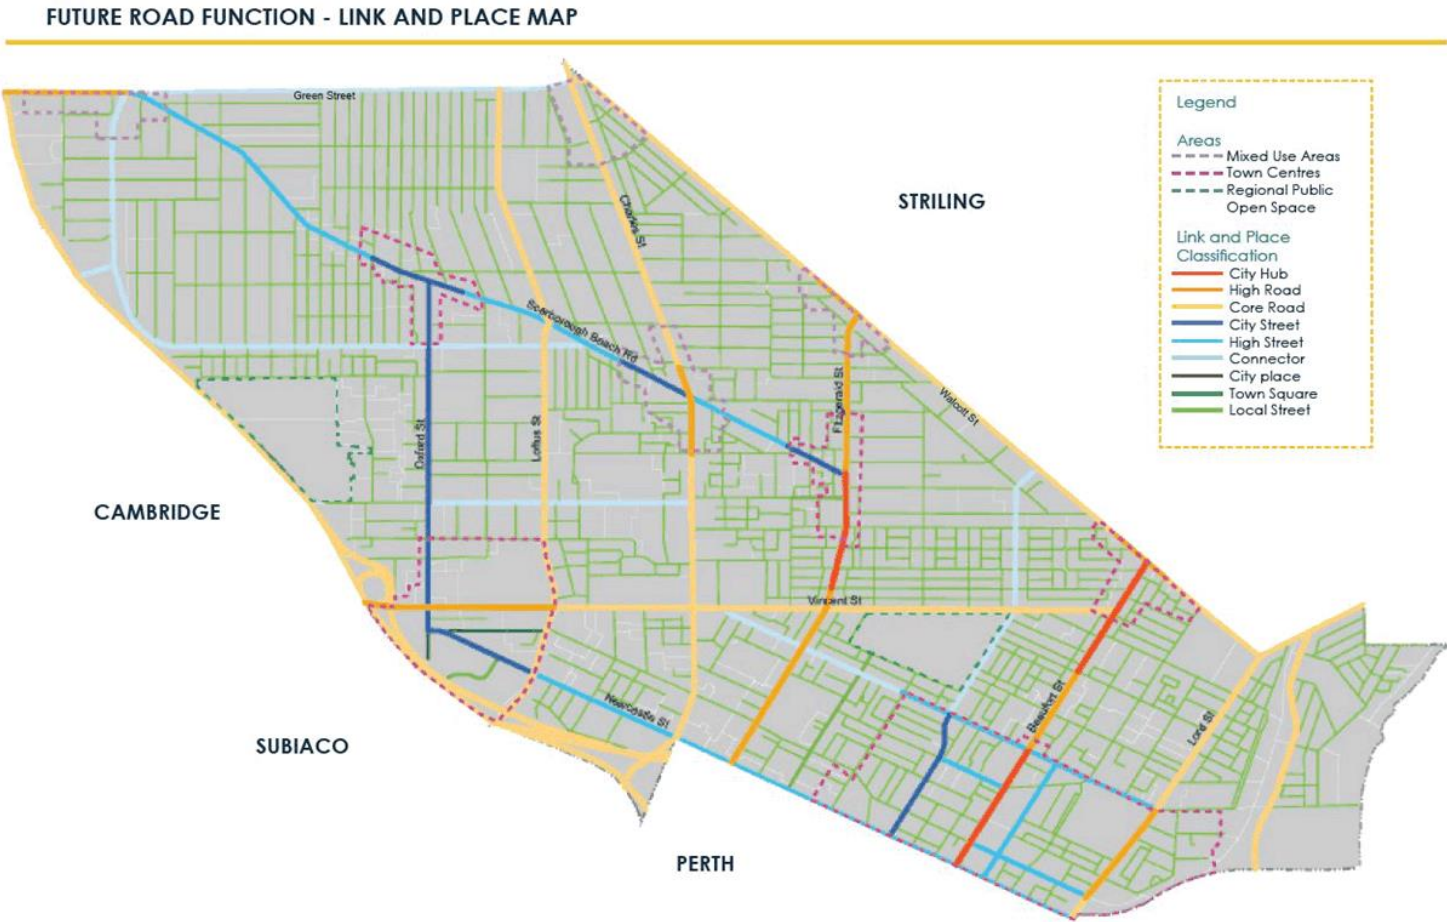 FUTURE ROAD FUNCTION - LINK AND PLACE MAP
Green Street
Legend
Areas
Mixed Use Areas
Town Centres
Regional Public
Open Space
Link and Place
Classification
City Hub
High Road
Core Road
City Street
High Street
Connector
City place
Town Square
Local Street
STRILING
Charles St
Scarborough Beach Rd
Fitzgerald St
Walcott St
Oxford St
Loftus St
CAMBRIDGE
Vincent St
Newcastle St
Beaufort St
Lord St
SUBIACO
PERTH